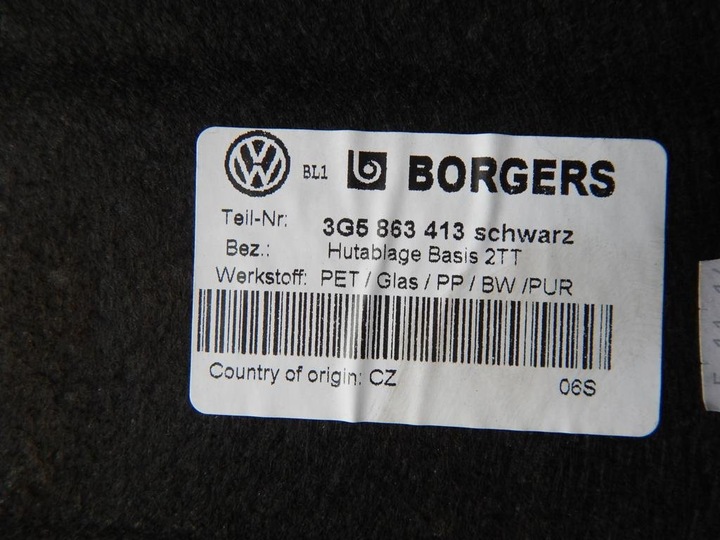 BL1 BORGERS
Teil-Nr: 3G5 863 413 schwarz
Bez.: Hutablage Basis 2TT
Werkstoff: PET / Glas / PP / BW /PUR
Country of origin: CZ 06S